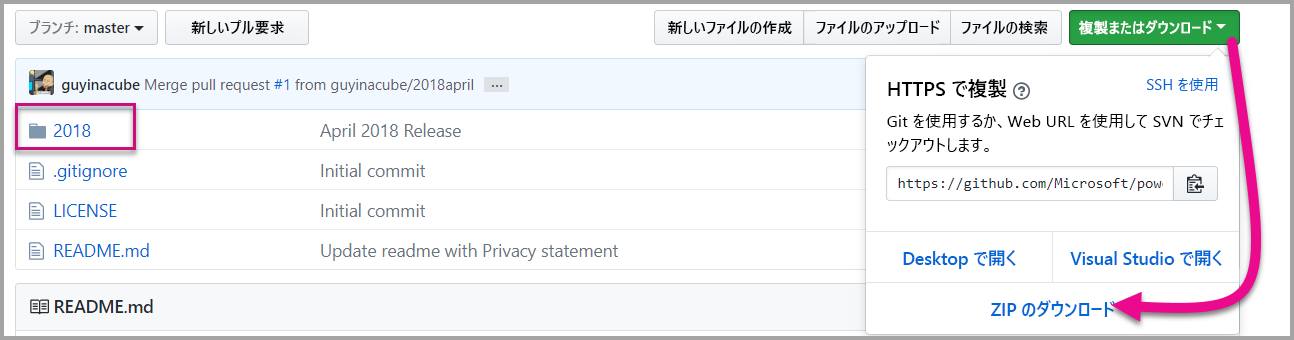 ブランチ: master
新しいプル要求
新しいファイルの作成
ファイルのアップロード
ファイルの検索
複製またはダウンロード
guyinacube Merge pull request #1 from guyinacube/2018april ...
2018 April 2018 Release
.gitignore Initial commit
LICENSE Initial commit
README.md Update readme with Privacy statement
README.md
HTTPS で複製 ?
SSH を使用
Git を使用するか、Web URL を使用して SVN でチェ
ックアウトします。
https://github.com/Microsoft/pow
Desktop で開く
Visual Studio で開く
ZIP のダウンロード